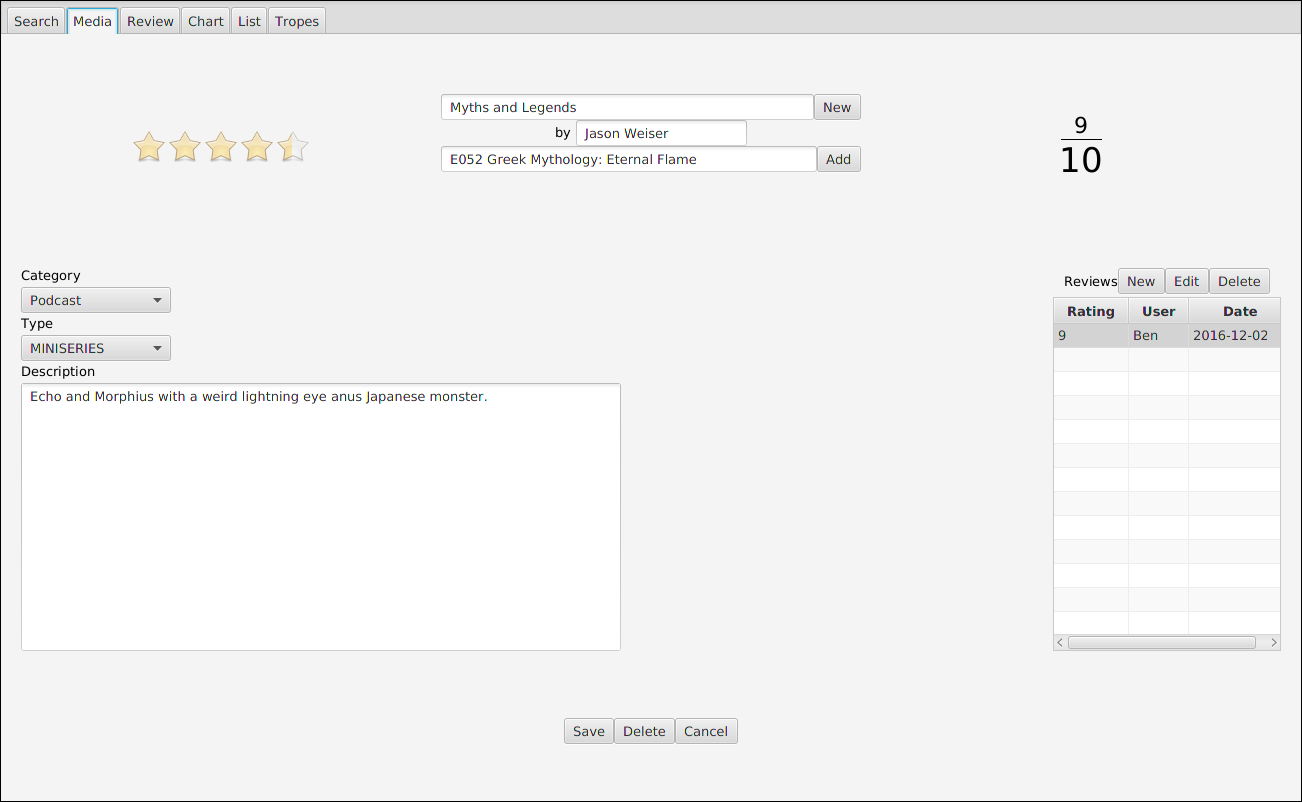 Search Media Review Chart List Tropes
Myths and Legends New
by Jason Weiser
E052 Greek Mythology: Eternal Flame Add
9
10
Category
Podcast
Type
MINISERIES
Description
Echo and Morphius with a weird lightning eye anus Japanese monster.
Reviews New Edit Delete
Rating User Date
9 Ben 2016-12-02
Save Delete Cancel